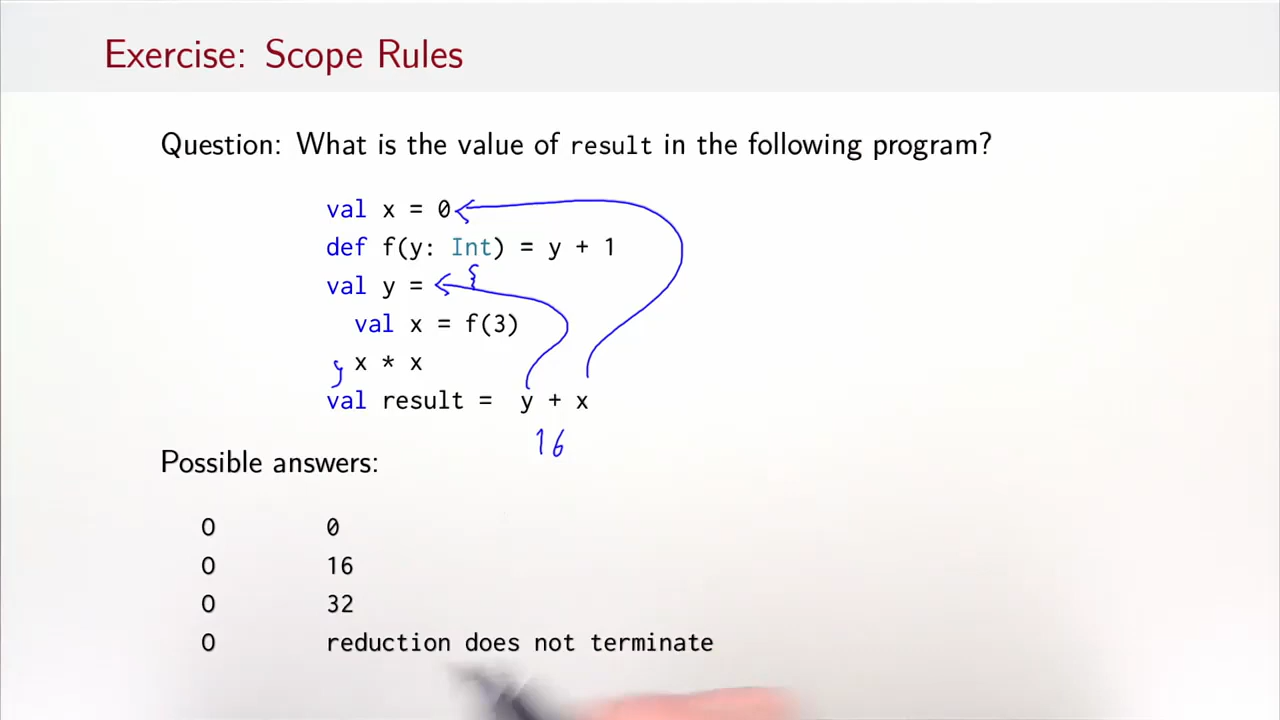 Exercise: Scope Rules
Question: What is the value of result in the following program?
val x = 0
def f(y: Int) = y + 1
val y = {
val x = f(3)
} x * x
val result = y + x
16
Possible answers:
O 0
O 16
O 32
O reduction does not terminate